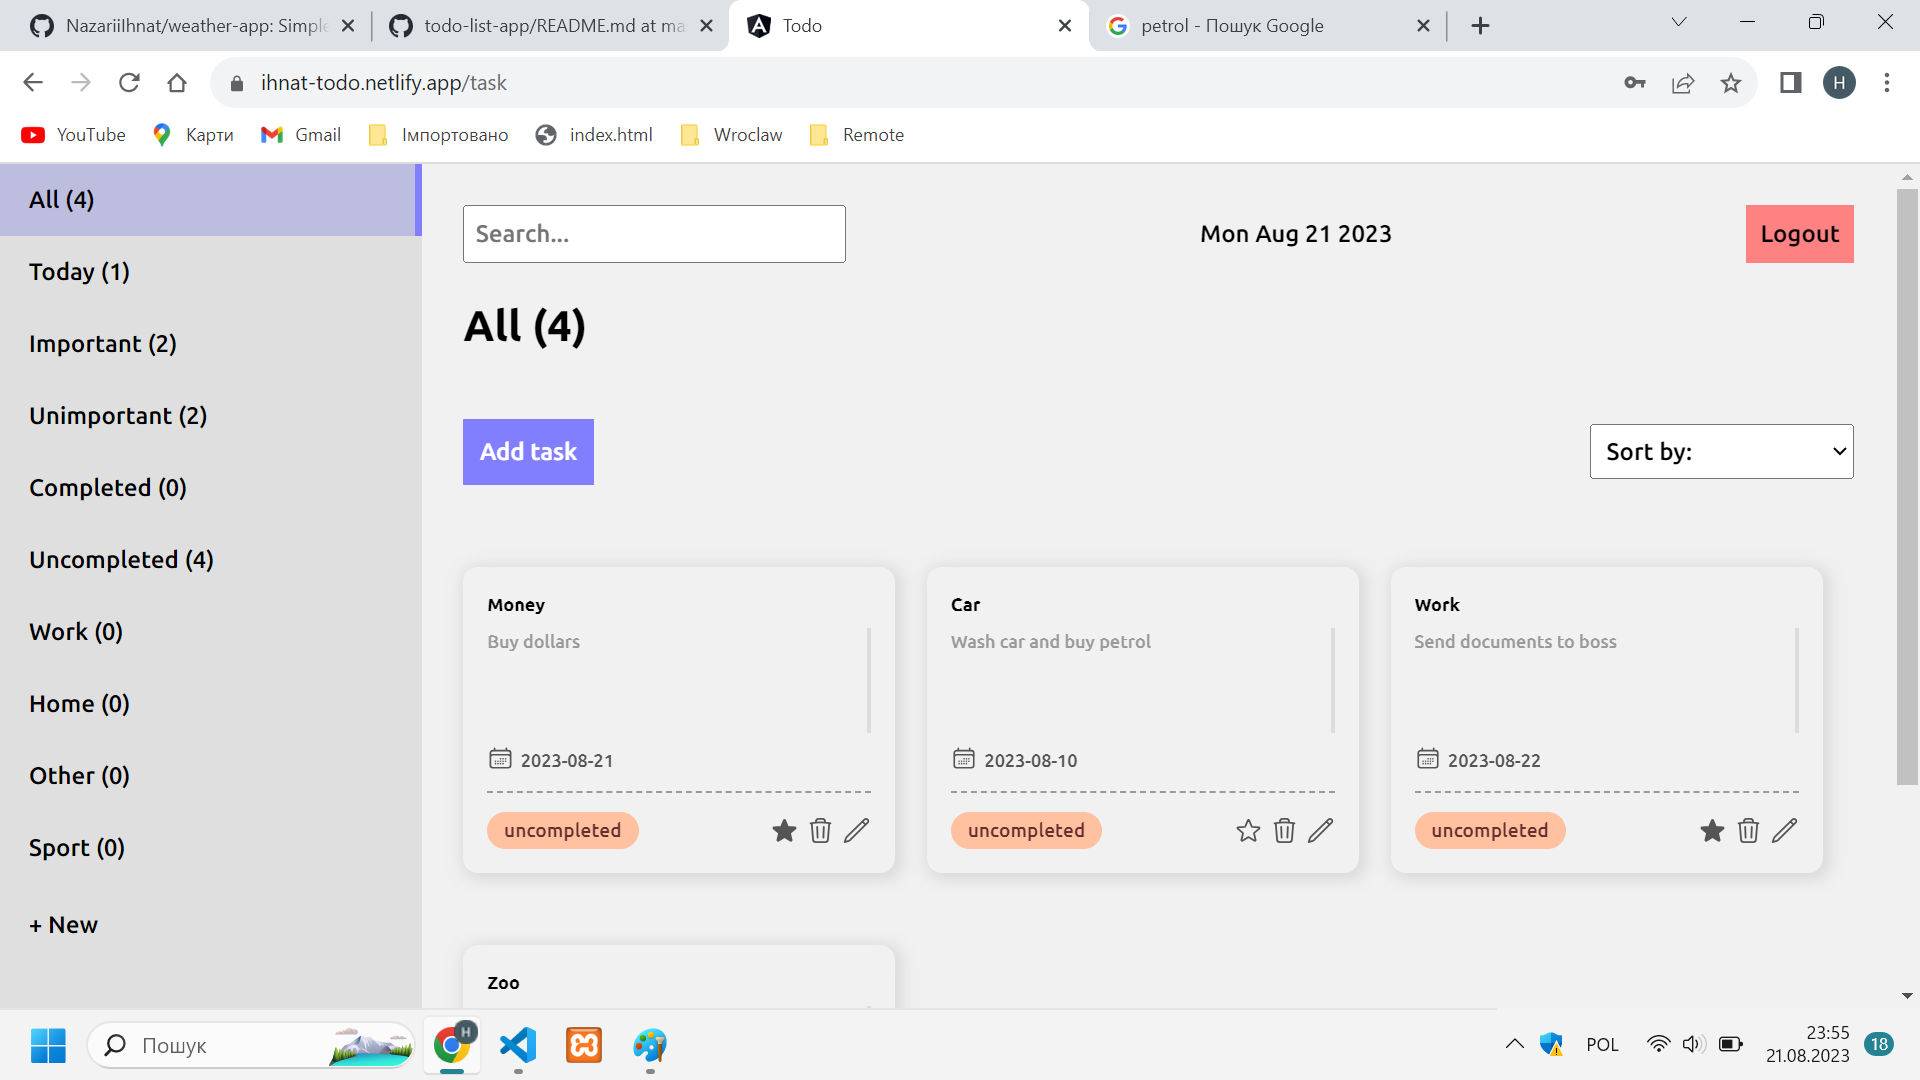 NazariiIhnat/weather-app: Simple
todo-list-app/README.md at ma
Todo
petrol - Пошук Google
ihnat-todo.netlify.app/task
H
YouTube
Карти
Gmail
Імпортовано
index.html
Wroclaw
Remote
All (4)
Today (1)
Important (2)
Unimportant (2)
Completed (0)
Uncompleted (4)
Work (0)
Home (0)
Other (0)
Sport (0)
+ New
Search...
Mon Aug 21 2023
Logout
All (4)
Add task
Sort by:
Money
Buy dollars
2023-08-21
uncompleted
Car
Wash car and buy petrol
2023-08-10
uncompleted
Work
Send documents to boss
2023-08-22
uncompleted
Zoo
Пошук
H
POL
23:55
21.08.2023
18